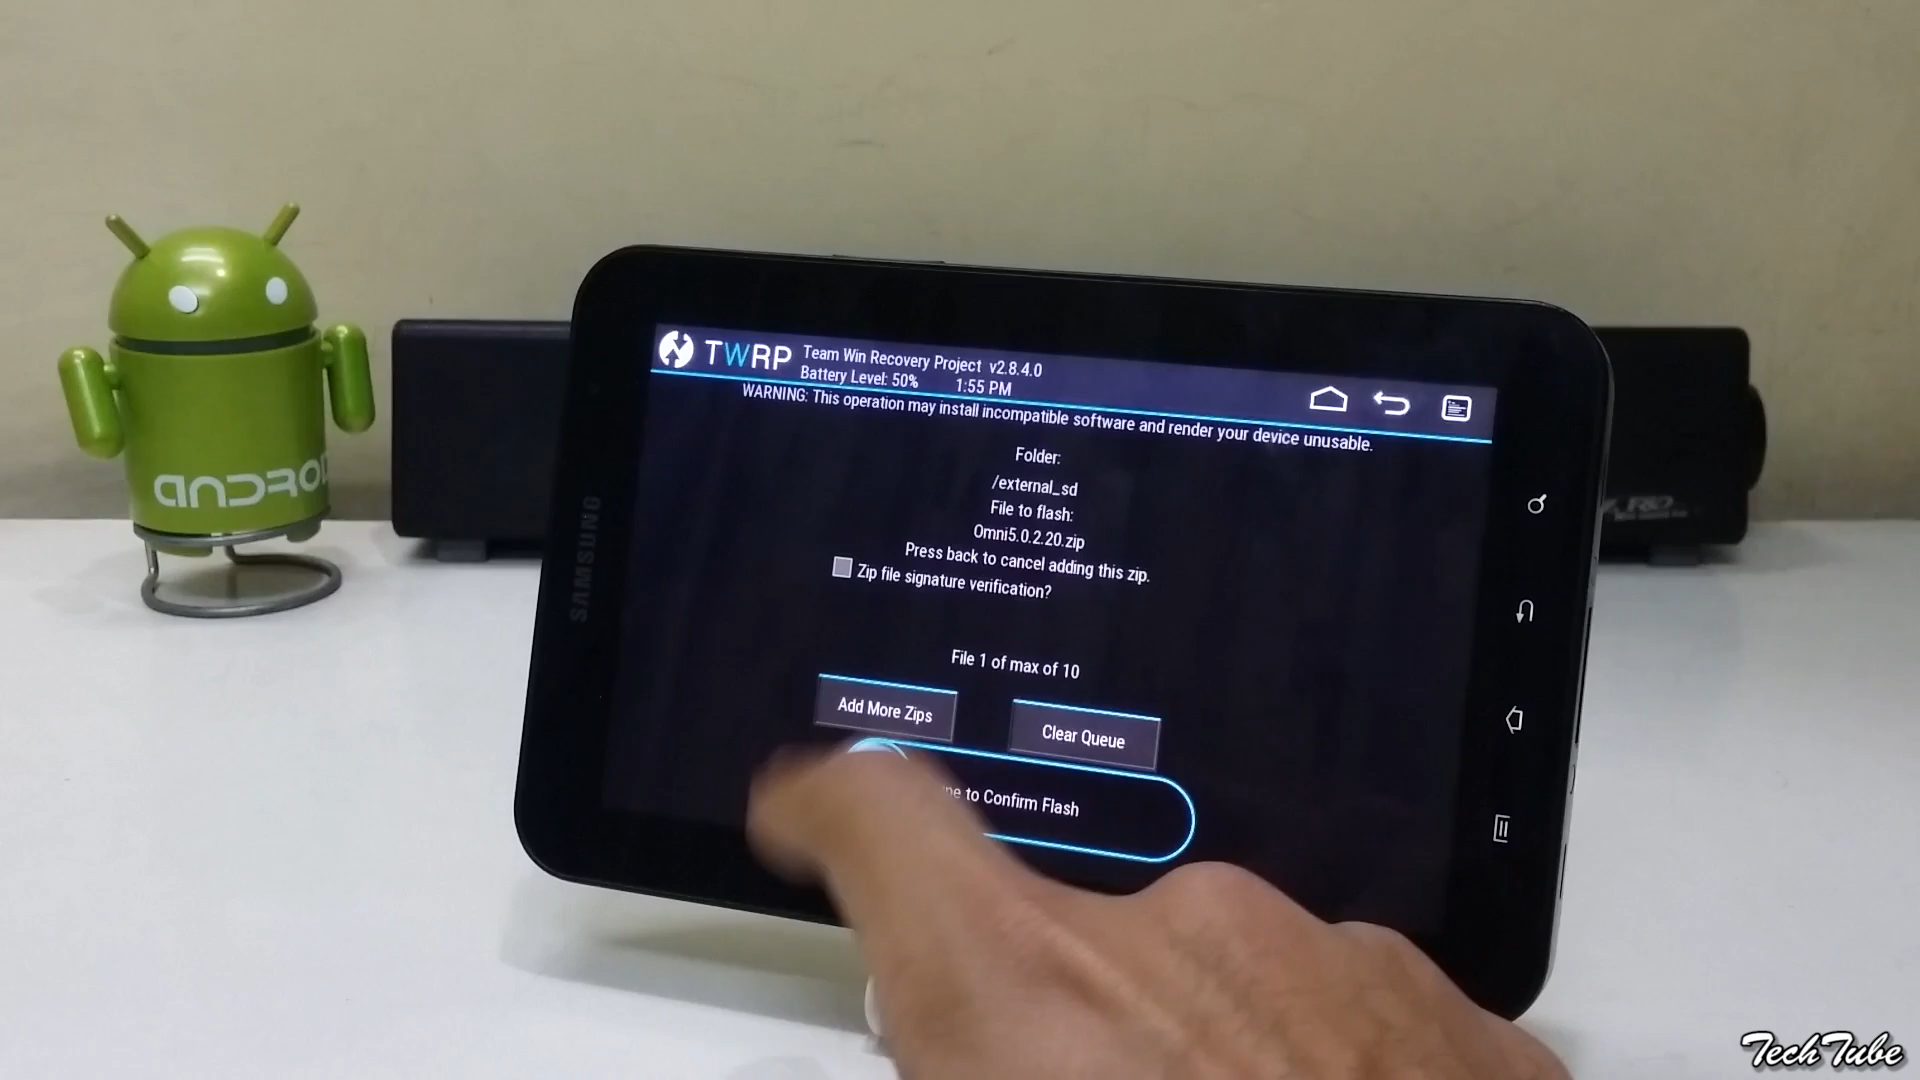 TWRP
Team Win Recovery Project v2.8.4.0
Battery Level: 50% 1:55 PM
WARNING: This operation may install incompatible software and render your device unusable.
Folder:
/external_sd
File to flash:
Omni5.0.2.20.zip
Press back to cancel adding this zip.
Zip file signature verification?
File 1 of max of 10
Add More Zips
Clear Queue
to Confirm Flash
SAMSUNG
ANDROI
F&D
TechTube